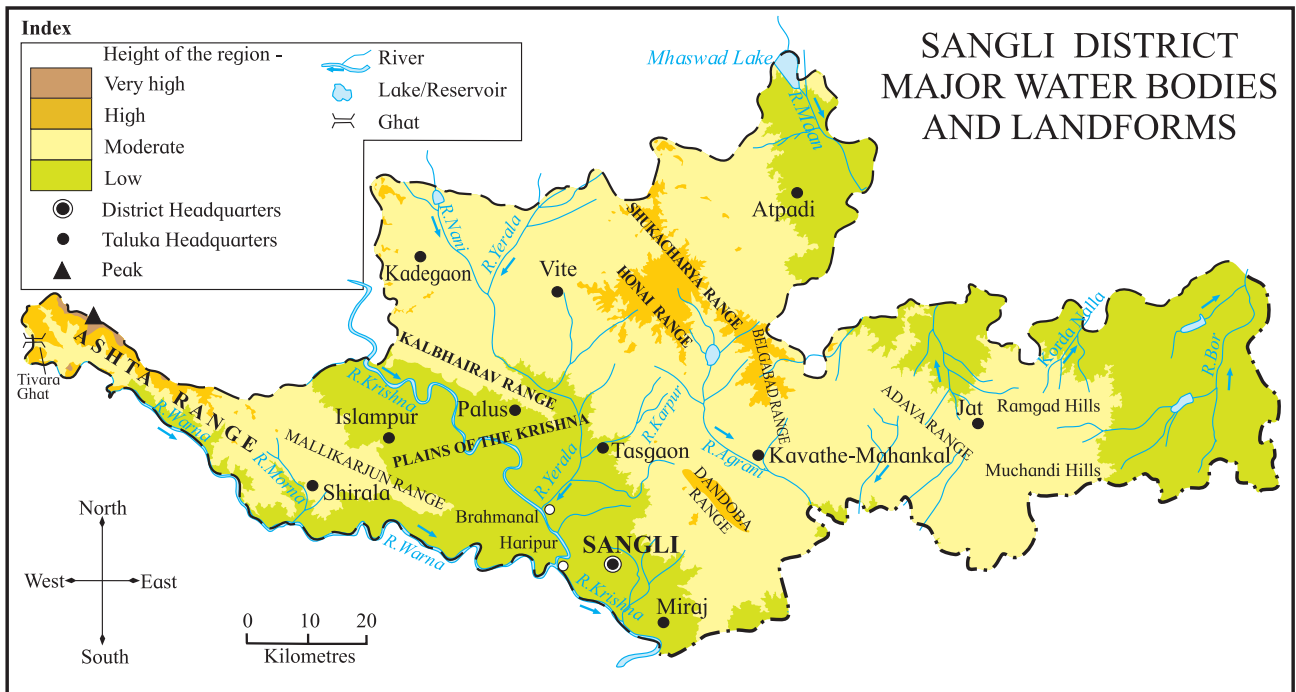 Index
Height of the region -
Very high
High
Moderate
Low
District Headquarters
Taluka Headquarters
Peak
River
Lake/Reservoir
Ghat
SANGLI DISTRICT
MAJOR WATER BODIES
AND LANDFORMS
Mhaswad Lake
R.Maan
Atpadi
R.Nani
R.Yerala
SHUKACHARYA RANGE
Kadegaon
Vite
HONAI RANGE
BELGABAD RANGE
Korda Nalla
R.Bor
ASHTA RANGE
Tivara
Ghat
KALBHAIRAV RANGE
R.Krishna
R.Warna
Islampur
Palus
PLAINS OF THE KRISHNA
R.Karpur
ADAVA RANGE
Jat
Ramgad Hills
MALLIKARJUN RANGE
Tasgaon
R.Agrani
Kavathe-Mahankal
Muchandi Hills
R.Morna
Shirala
R.Yerala
DANDOBA
RANGE
Brahmanal
Haripur
SANGLI
R.Warna
R.Krishna
Miraj
North
West
East
South
0 10 20
Kilometres